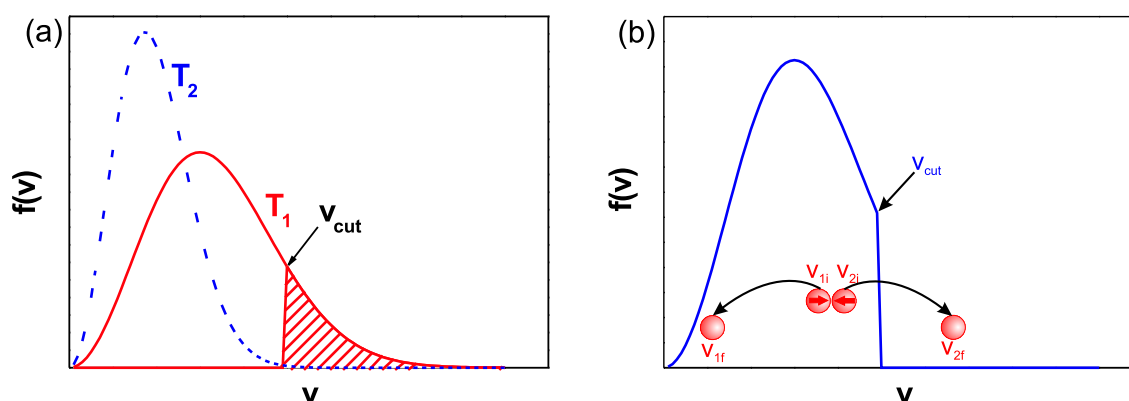 (a)
T2
f(v)
T1
vcut
v
(b)
f(v)
vcut
v1i v2i
v1f
v2f
v